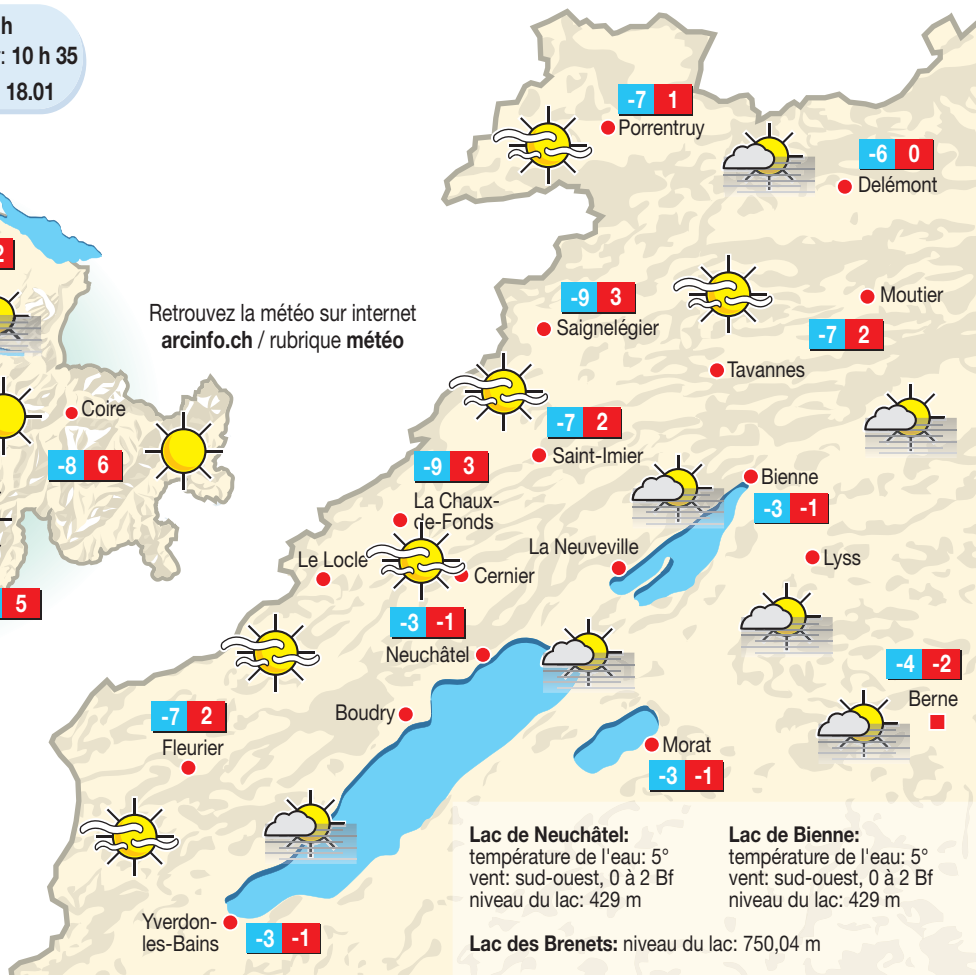 h
: 10 h 35
18.01
2
Retrouvez la météo sur internet
arcinfo.ch / rubrique météo
Coire
-8 6
5
-7 1
Porrentruy
-6 0
Delémont
-9 3
Saignelégier
Moutier
-7 2
Tavannes
-7 2
Saint-Imier
-9 3
La Chaux-
de-Fonds
Bienne
-3 -1
Le Locle
Cernier
La Neuveville
Lyss
-3 -1
Neuchâtel
-4 -2
Berne
-7 2
Fleurier
Boudry
Morat
-3 -1
Yverdon-
les-Bains
-3 -1
Lac de Neuchâtel:
température de l'eau: 5°
vent: sud-ouest, 0 à 2 Bf
niveau du lac: 429 m
Lac de Bienne:
température de l'eau: 5°
vent: sud-ouest, 0 à 2 Bf
niveau du lac: 429 m
Lac des Brenets: niveau du lac: 750,04 m